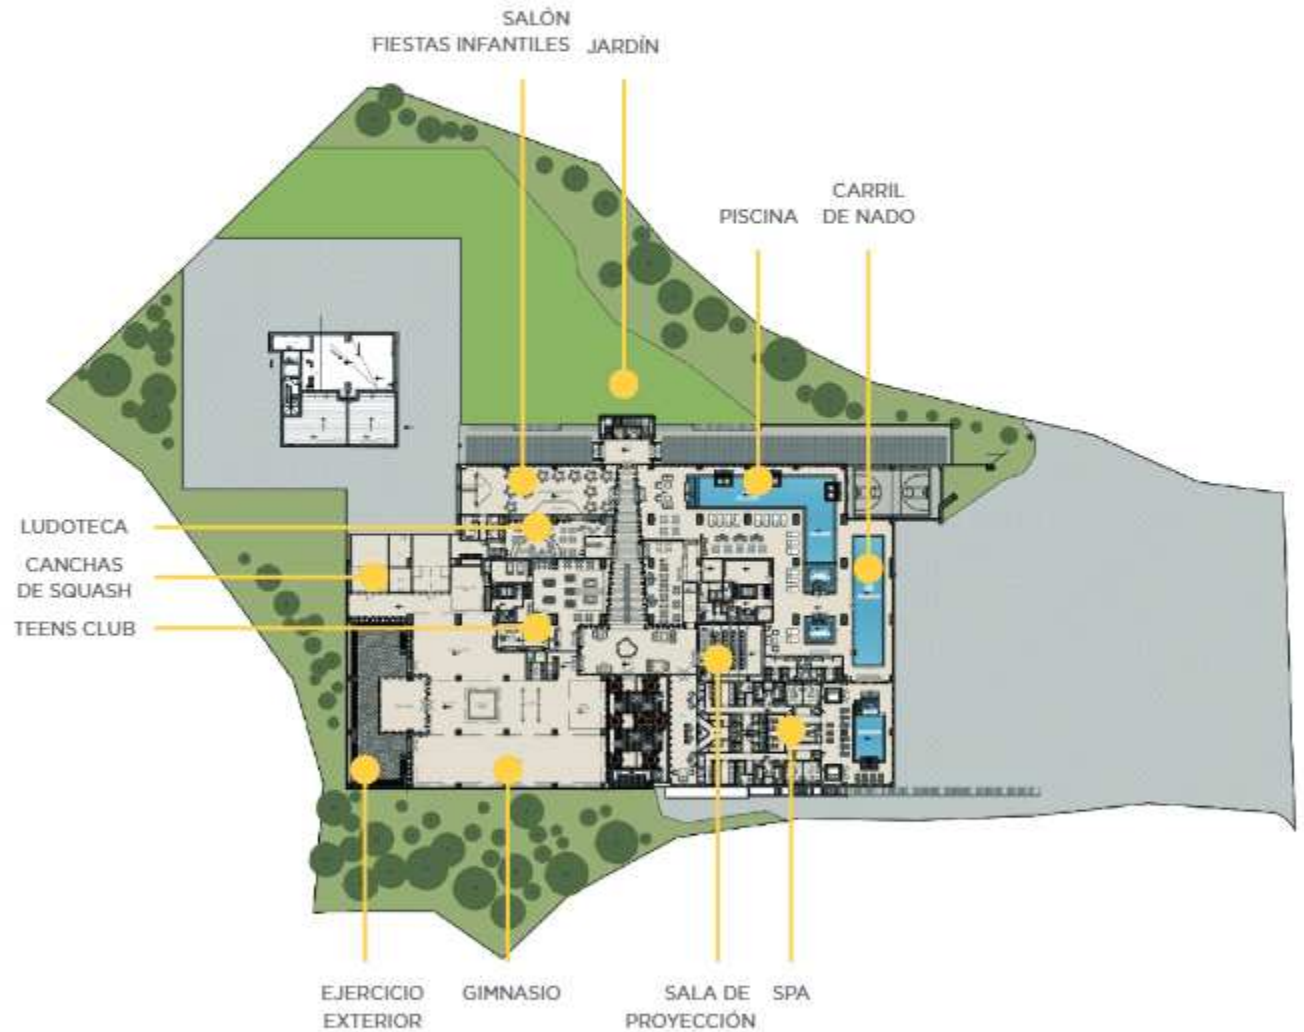 SALÓN
FIESTAS INFANTILES
JARDÍN
PISCINA
CARRIL
DE NADO
LUDOTECA
CANCHAS
DE SQUASH
TEENS CLUB
EJERCICIO
EXTERIOR
GIMNASIO
SALA DE
PROYECCIÓN
SPA